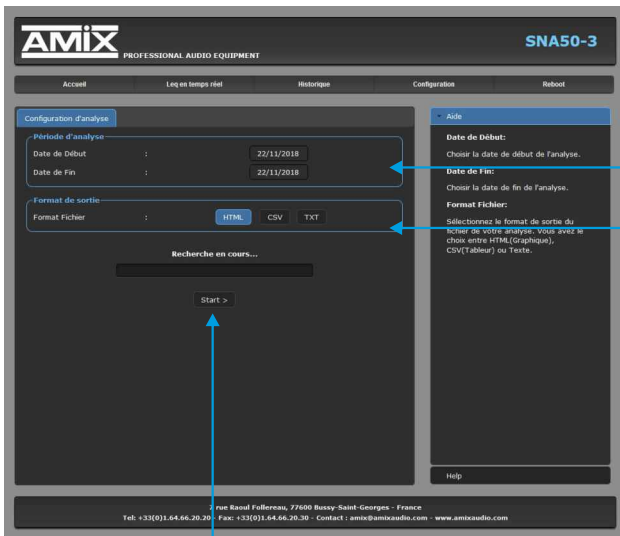 AMIX
PROFESSIONAL AUDIO EQUIPMENT
SNA50-3
Accueil
Leq en temps réel
Historique
Configuration
Reboot
Configuration d'analyse
Période d'analyse
Date de Début : 22/11/2018
Date de Fin : 22/11/2018
Format de sortie
Format Fichier : HTML CSV TXT
Recherche en cours...
Start >
Aide
Date de Début:
Choisir la date de début de l'analyse.
Date de Fin:
Choisir la date de fin de l'analyse.
Format Fichier:
Sélectionnez le format de sortie du
fichier de votre analyse. Vous avez le
choix entre HTML(Graphique),
CSV(Tableur) ou Texte.
Help
rue Raoul Follereau, 77600 Bussy-Saint-Georges - France
Tel: +33(0)1.64.66.20.20 - Fax: +33(0)1.64.66.20.30 - Contact : amix@amixaudio.com - www.amixaudio.com